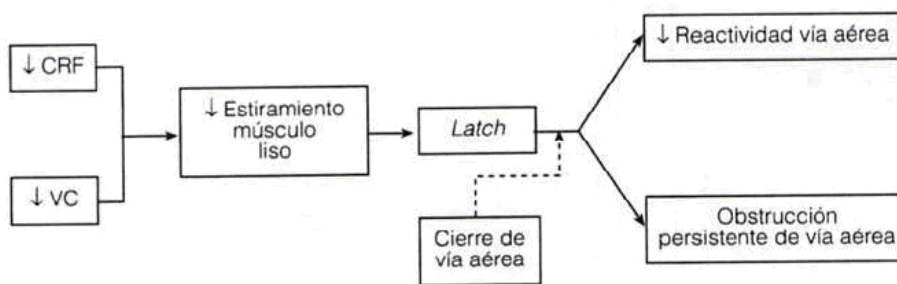 ↓ CRF
↓ VC
↓ Estiramiento
músculo
liso
Latch
Cierre de
vía aérea
↓ Reactividad vía aérea
Obstrucción
persistente de vía aérea